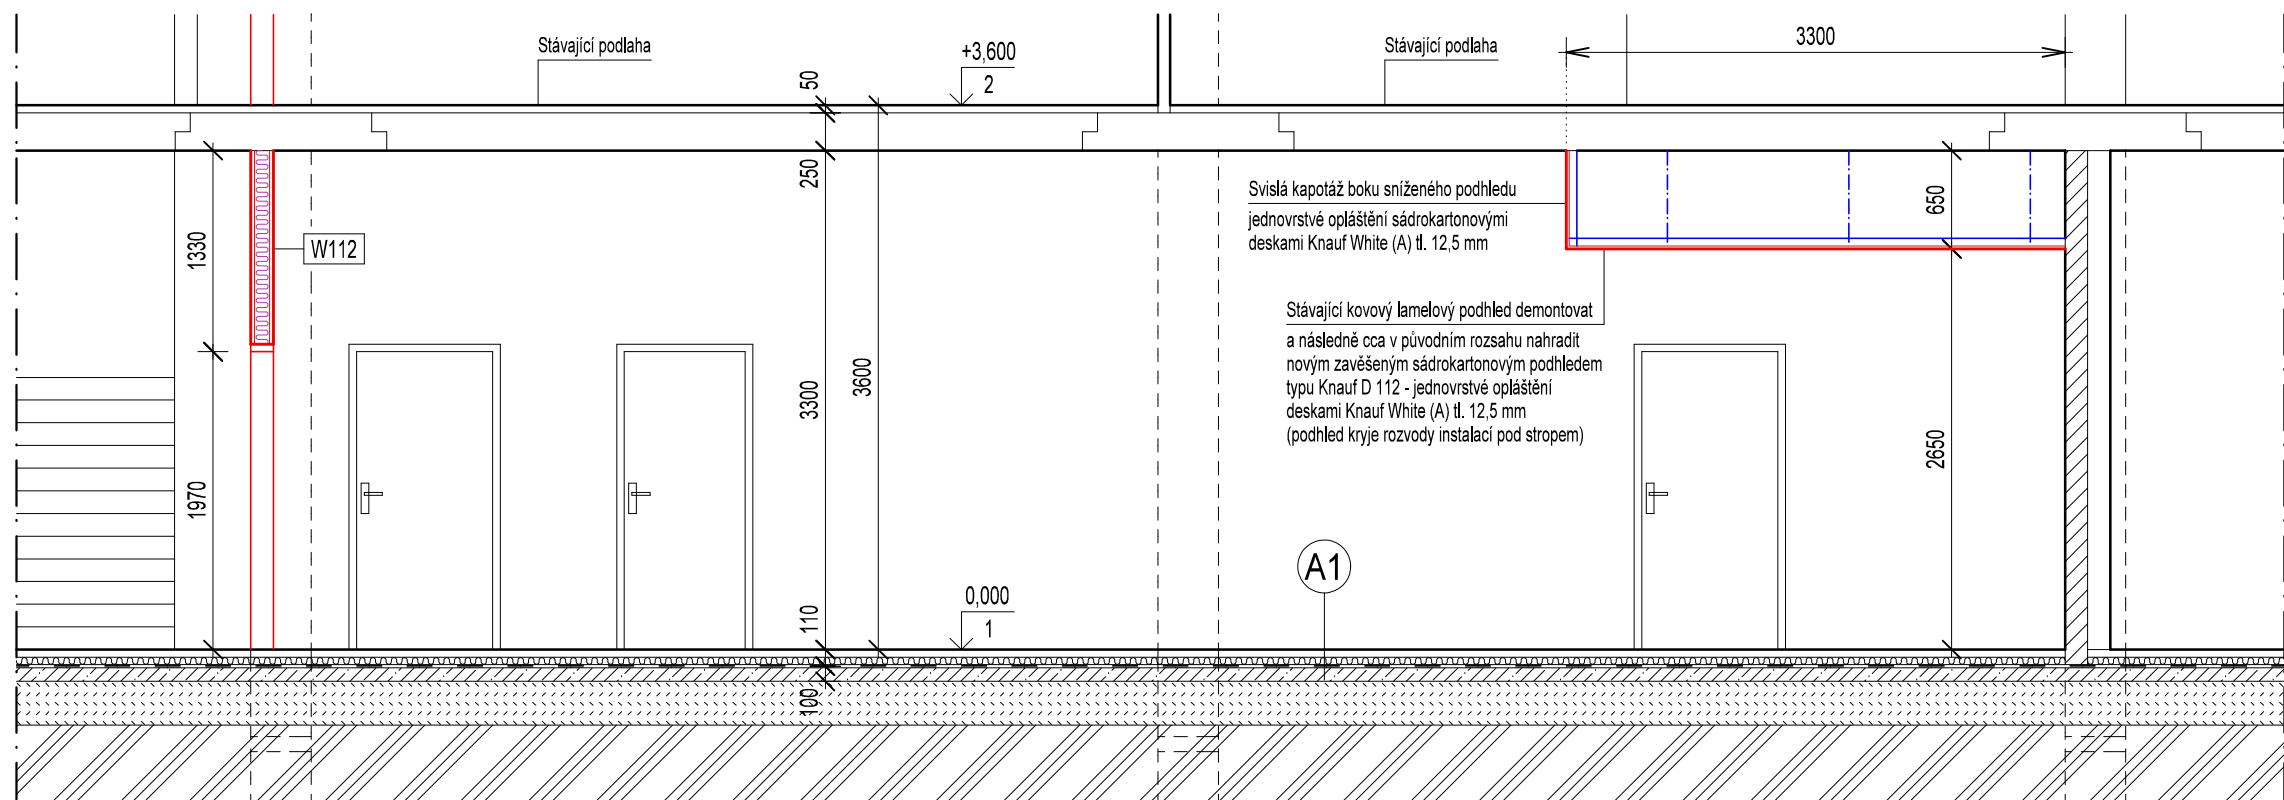 Stávající podlaha
+3,600
2
Stávající podlaha
3300
50
250
1330
W112
Svislá kapotáž boku sníženého podhledu
jednovrstvé opláštění sádrokartonovými
deskami Knauf White (A) tl. 12,5 mm
650
Stávající kovový lamelový podhled demontovat
a následně cca v původním rozsahu nahradit
novým zavěšeným sádrokartonovým podhledem
typu Knauf D 112 - jednovrstvé opláštění
deskami Knauf White (A) tl. 12,5 mm
(podhled kryje rozvody instalací pod stropem)
3300
3600
2650
1970
A1
0,000
1
110
100